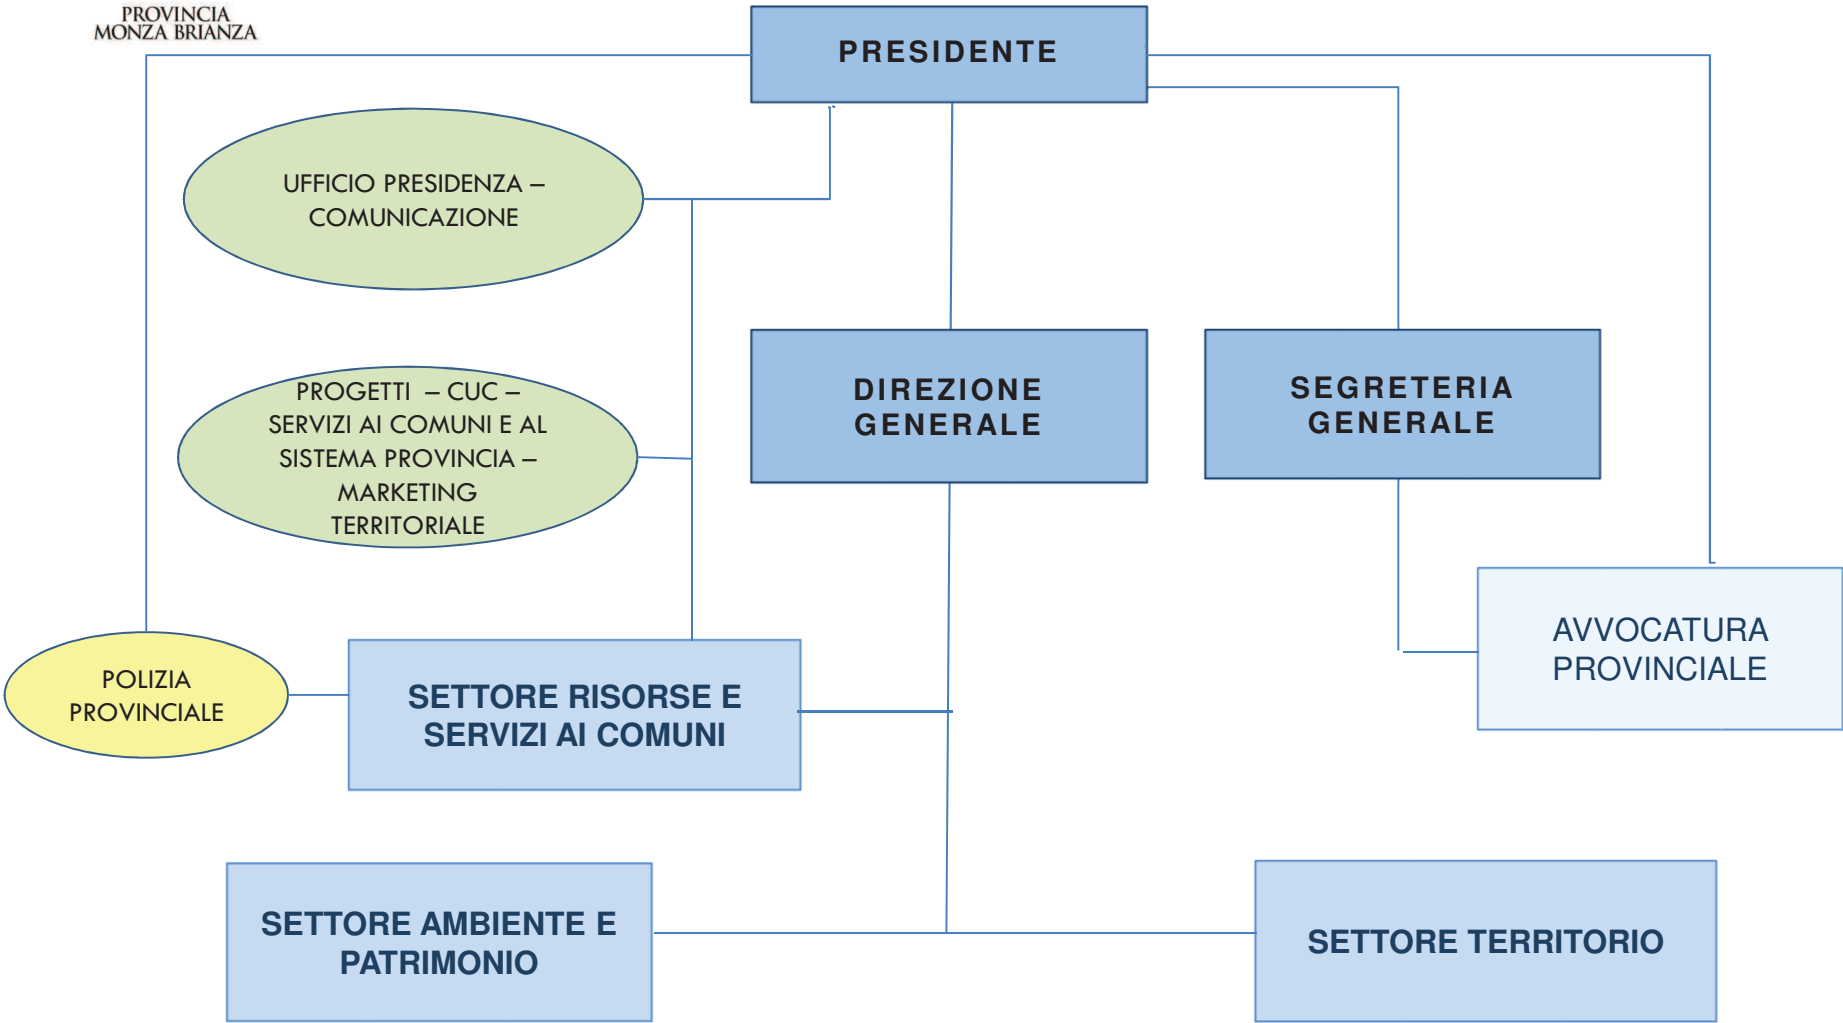 PROVINCIA
MONZA BRIANZA
PRESIDENTE
UFFICIO PRESIDENZA –
COMUNICAZIONE
PROGETTI – CUC –
SERVIZI AI COMUNI E AL
SISTEMA PROVINCIA –
MARKETING
TERRITORIALE
DIREZIONE
GENERALE
SEGRETERIA
GENERALE
AVVOCATURA
PROVINCIALE
POLIZIA
PROVINCIALE
SETTORE RISORSE E
SERVIZI AI COMUNI
SETTORE AMBIENTE E
PATRIMONIO
SETTORE TERRITORIO